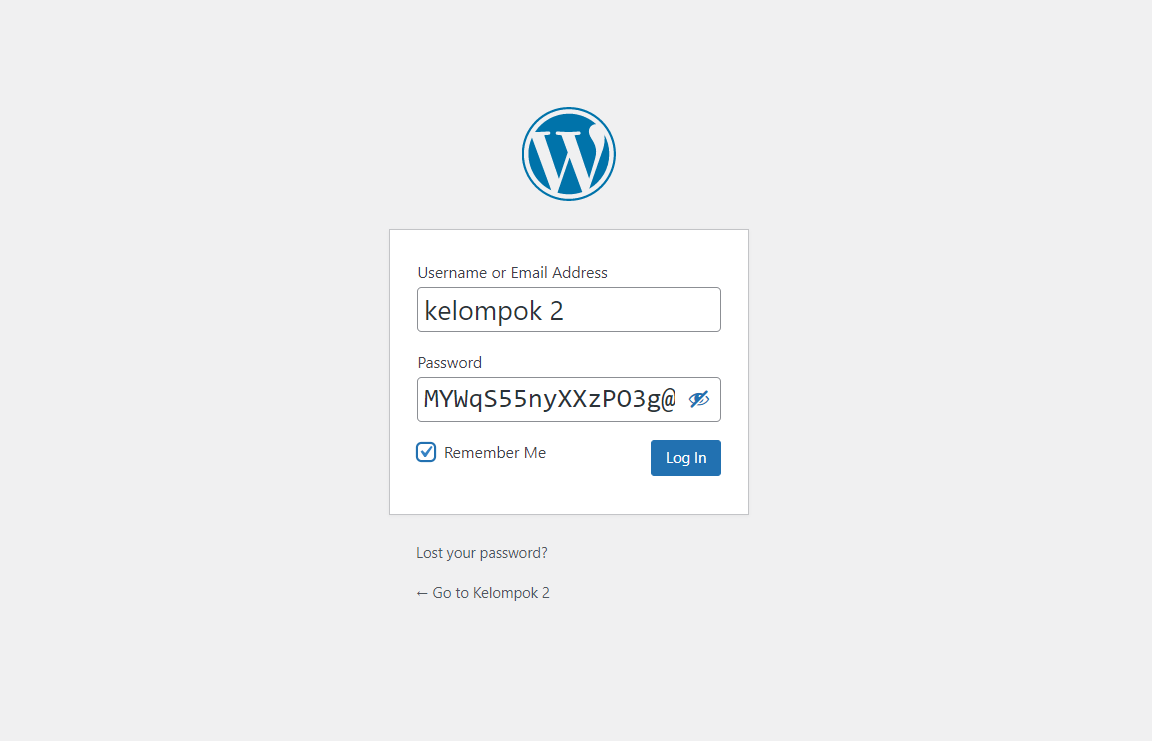 Username or Email Address
kelompok 2
Password
MYWqS55nyXXzPO3g@
Remember Me
Log In
Lost your password?
← Go to Kelompok 2